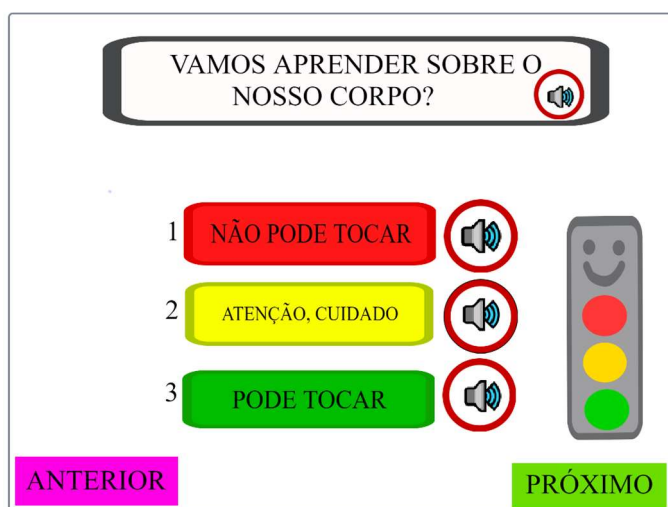 VAMOS APRENDER SOBRE O
NOSSO CORPO?
1 NÃO PODE TOCAR
2 ATENÇÃO, CUIDADO
3 PODE TOCAR
ANTERIOR
PRÓXIMO